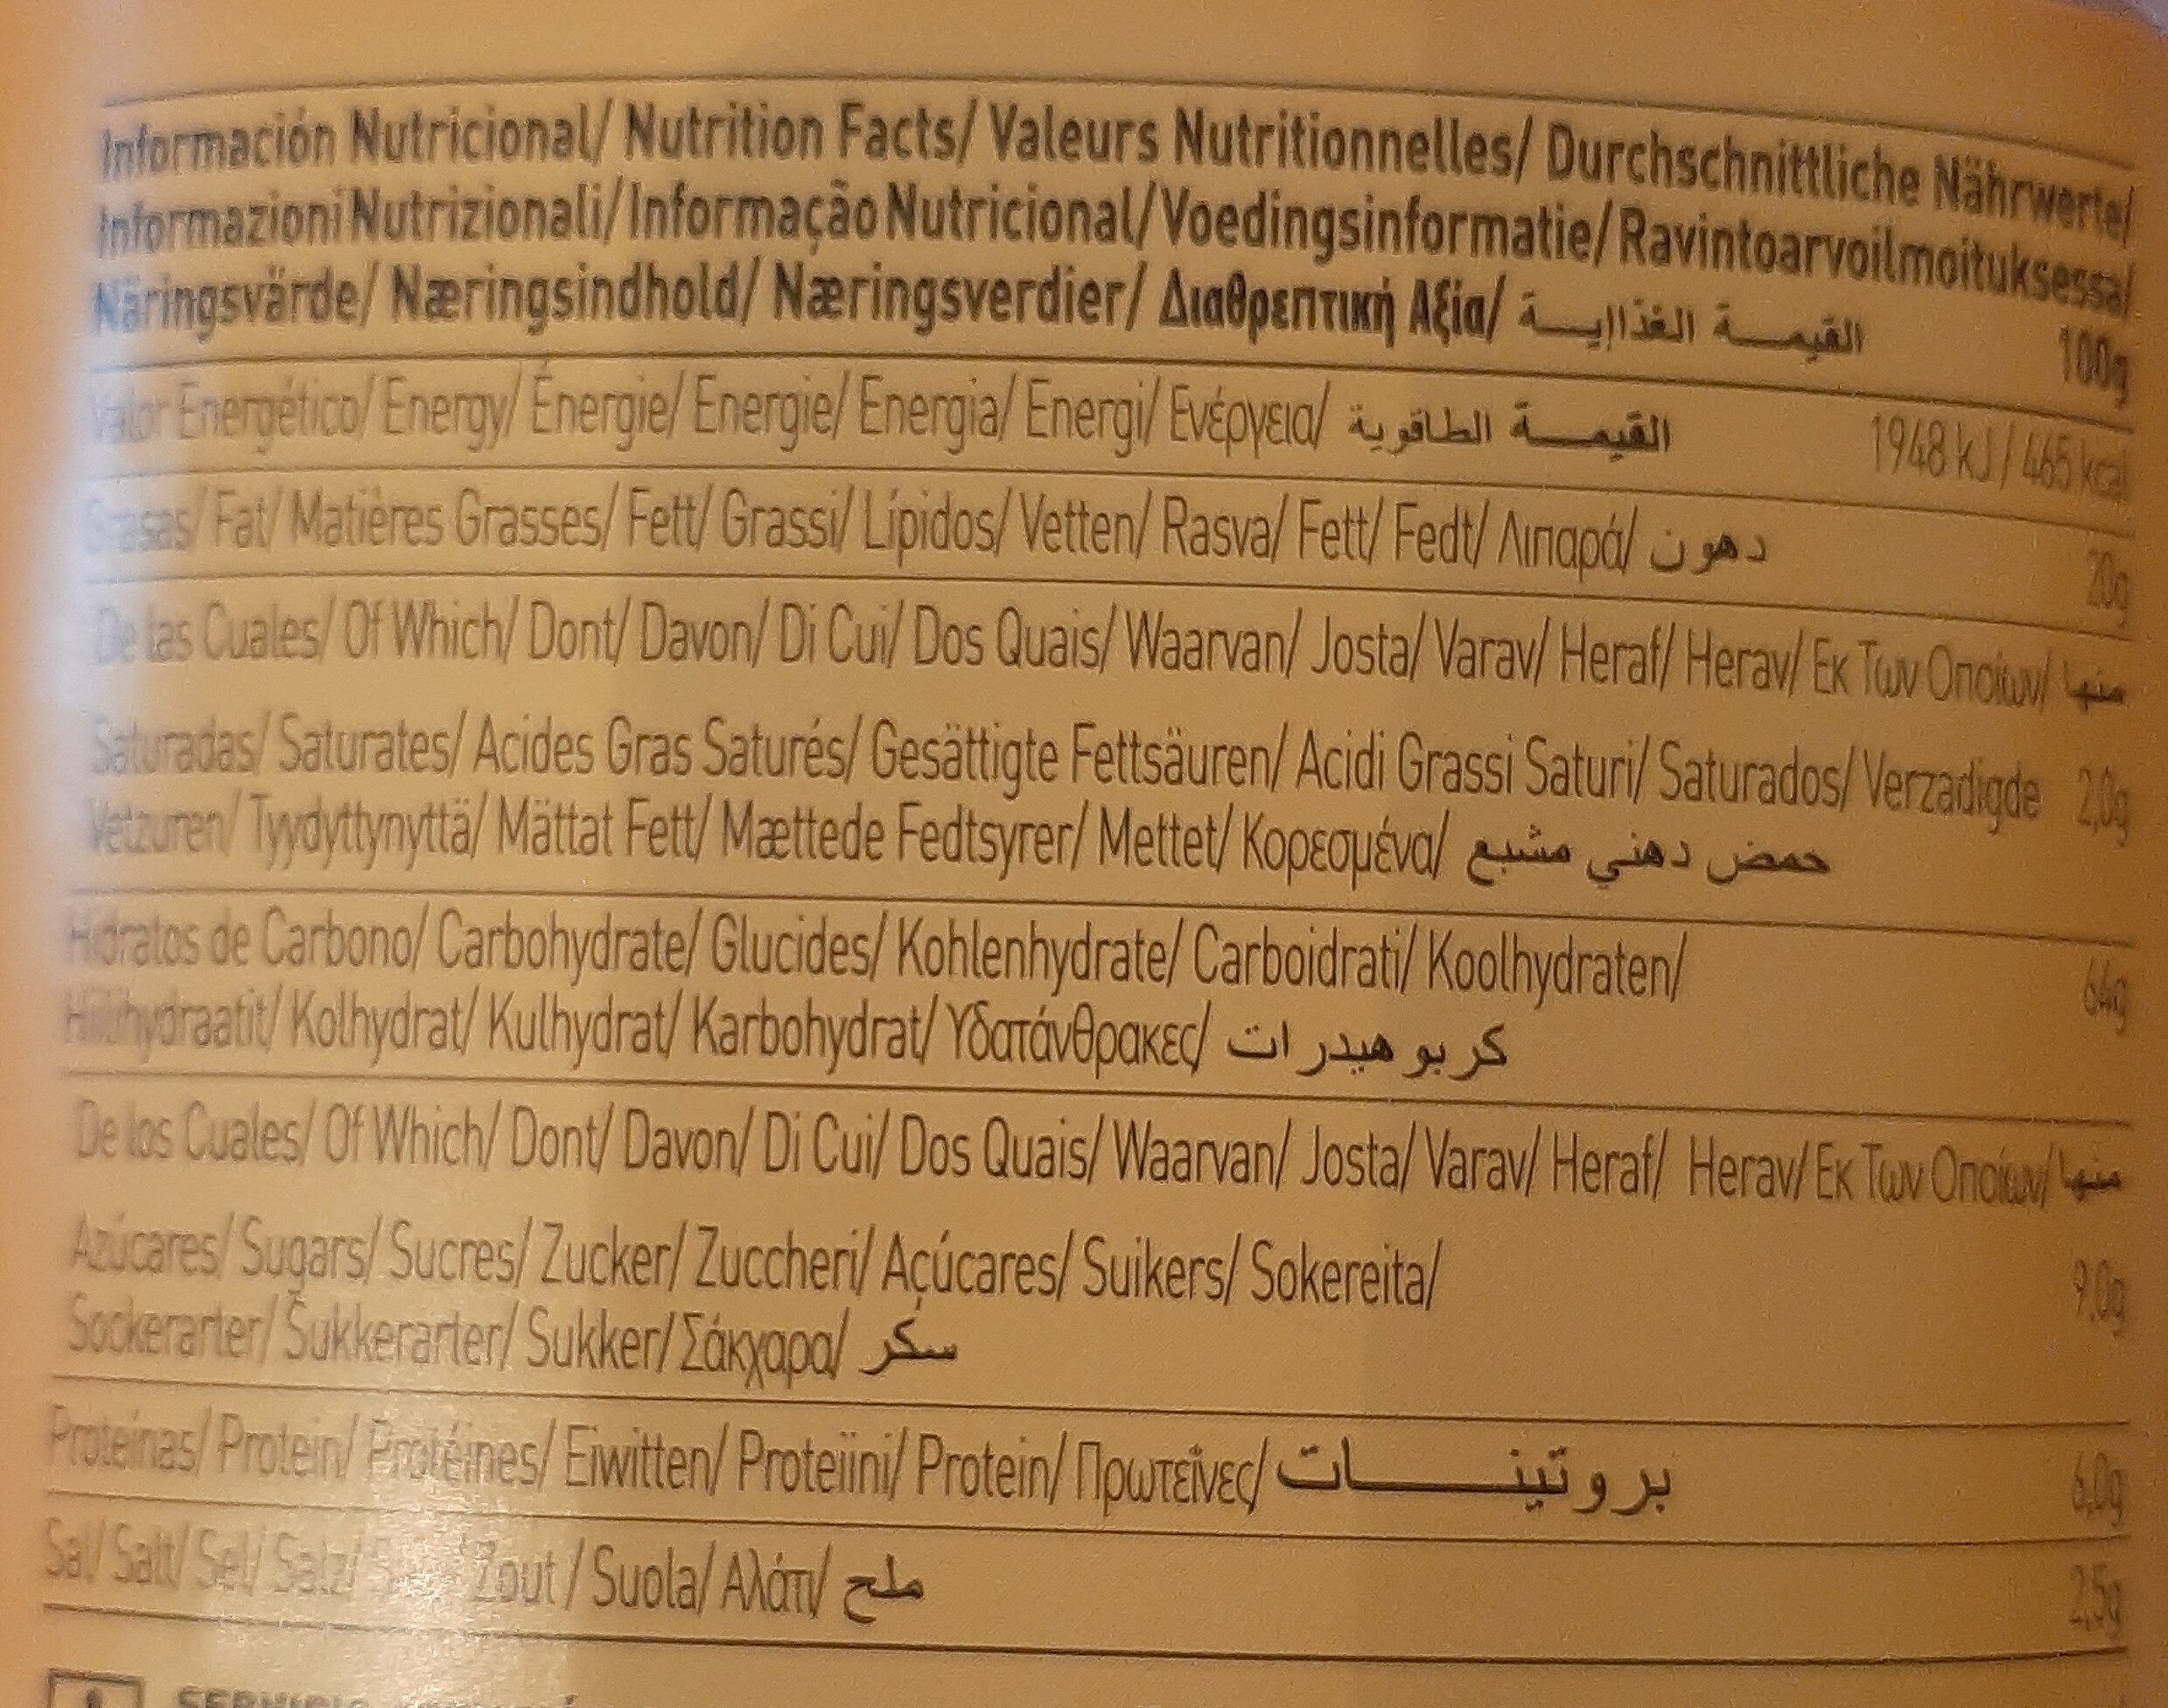 Información Nutricional/ Nutrition Facts/ Valeurs Nutritionnelles/ Durchschnittliche Nährwerte/
Informazioni Nutrizionali/ Informação Nutricional/ Voedingsinformatie/ Ravintoarvoilmoituksessa/
Näringsvärde/ Næringsindhold/ Næringsverdier/ Διαθρεπτική Αξία/ القيمــة الغذااإيــة 100g
Valor Energético/ Energy/ Énergie/ Energie/ Energia/ Energi/ Ενέργεια/ القيمــة الطاقوية 1948 kJ / 465 kcal
Grasas/ Fat/ Matières Grasses/ Fett/ Grassi/ Lípidos/ Vetten/ Rasva/ Fett/ Fedt/ Λιπαρά/ دهون 20g
De las Cuales/ Of Which/ Dont/ Davon/ Di Cui/ Dos Quais/ Waarvan/ Josta/ Varav/ Heraf/ Herav/ Εκ Των Οποίων/ منها
Saturadas/ Saturates/ Acides Gras Saturés/ Gesättigte Fettsäuren/ Acidi Grassi Saturi/ Saturados/ Verzadigde 2,0g
Vetzuren/ Tyydyttynyttä/ Mättat Fett/ Mættede Fedtsyrer/ Mettet/ Κορεσμένα/ حمض دهني مشبع
Hidratos de Carbono/ Carbohydrate/ Glucides/ Kohlenhydrate/ Carboidrati/ Koolhydraten/ 64g
Hiilihydraatit/ Kolhydrat/ Kulhydrat/ Karbohydrat/ Υδατάνθρακες/ كربوهيدرات
De los Cuales/ Of Which/ Dont/ Davon/ Di Cui/ Dos Quais/ Waarvan/ Josta/ Varav/ Heraf/ Herav/ Εκ Των Οποίων/ منها
Azúcares/ Sugars/ Sucres/ Zucker/ Zuccheri/ Açúcares/ Suikers/ Sokereita/ 9,0g
Sockerarter/ Sukkerarter/ Sukker/ Σάκχαρα/ سكر
Proteínas/ Protein/ Protéines/ Eiwitten/ Proteiini/ Protein/ Πρωτεΐνες/ بروتينــــات 6,0g
Sal/ Salt/ Sel/ Salz/ Zout / Suola/ Αλάτι/ ملح 2,5g
SERVICIO